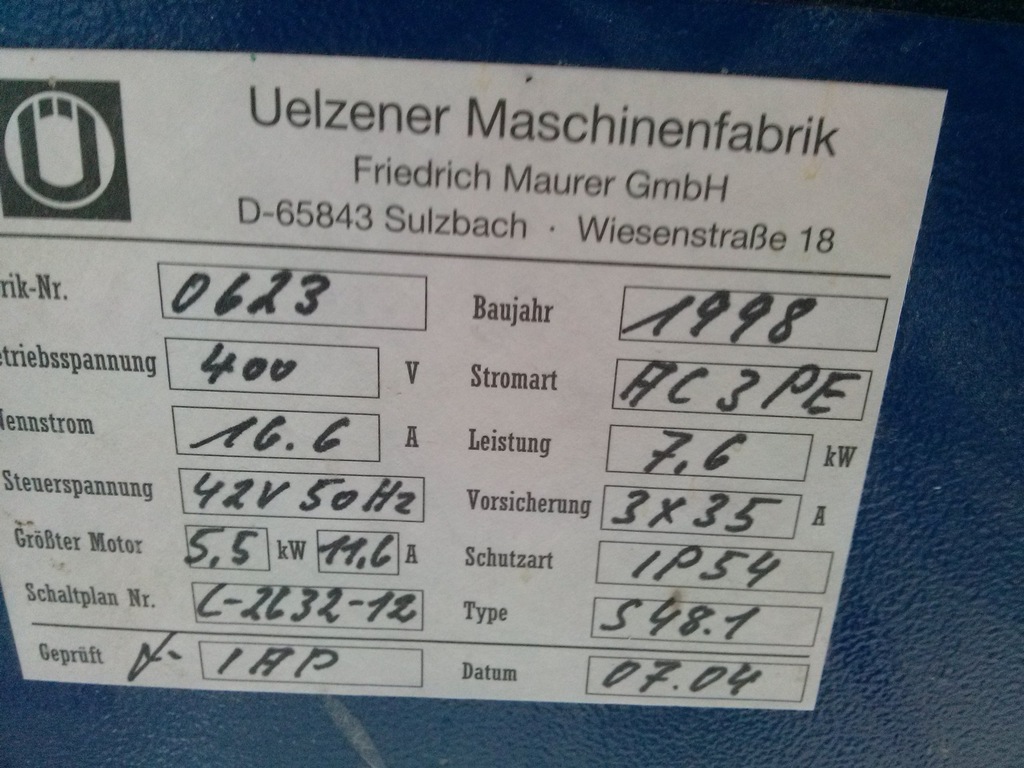 Ü
Uelzener Maschinenfabrik
Friedrich Maurer GmbH
D-65843 Sulzbach · Wiesenstraße 18
rik-Nr. 0623 Baujahr 1998
triebsspannung 400 V Stromart AC 3 PE
ennstrom 16.6 A Leistung 7,6 kW
Steuerspannung 42V 50Hz Vorsicherung 3x35 A
Größter Motor 5,5 kW 11,6 A Schutzart IP54
Schaltplan Nr. C-2632-12 Type S48.1
Geprüft IAP Datum 07.04